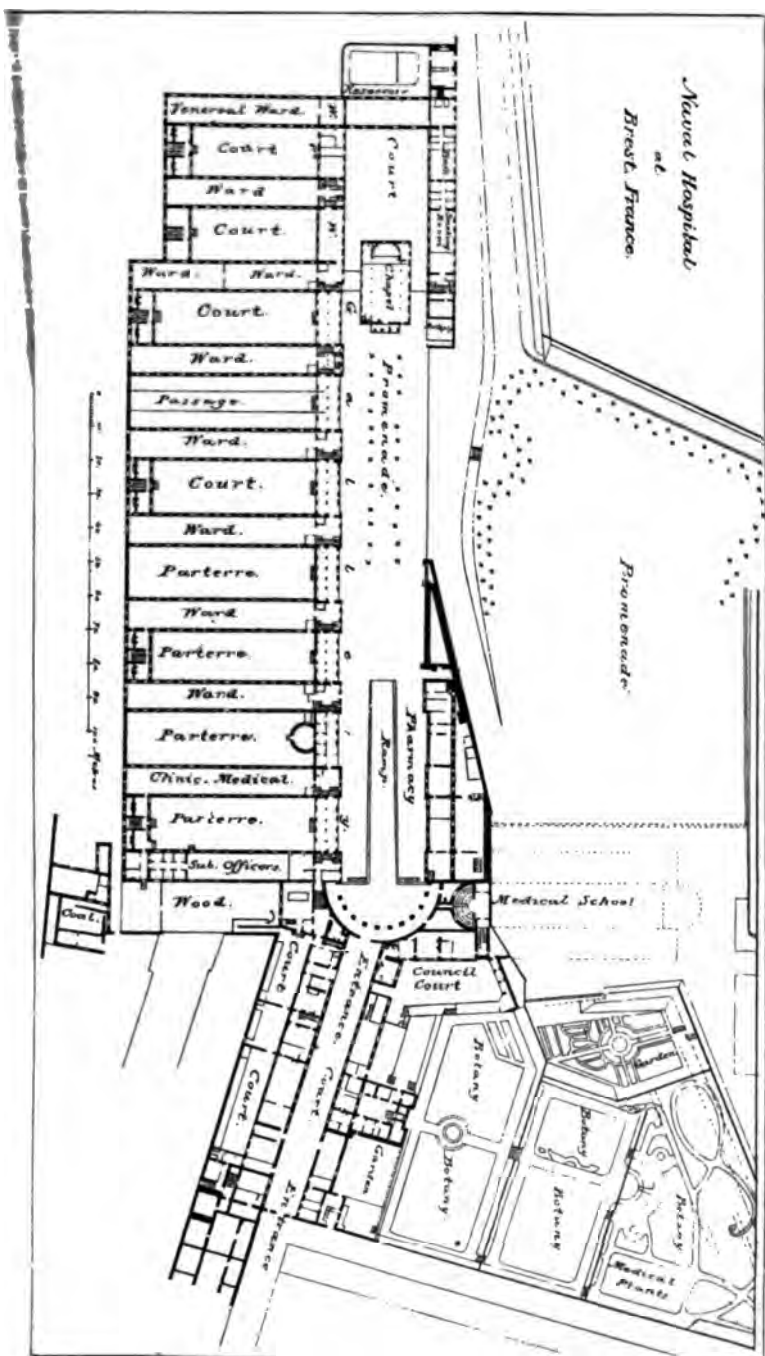 Naval Hospital
at
Brest. France.
Reservoir
Venereal Ward.
W.
Court
Court
Ward
Court.
W.
Chapel
Ward.
Ward.
G
Court.
Ward.
Promenade.
Passage.
Ward.
Court.
Ward.
Parterre.
Promenade
Ward
Parterre.
Ward.
Parterre.
Ramp.
Pharmacy
Clinic. Medical.
Parterre.
Sub. Officers.
Wood.
Medical School
Coal.
Court
Entrance.
Council
Court
Court.
Court.
Garden
Entrance
Garden
Botany
Botany
Botany.
Botany
Botany
Medical
Plants